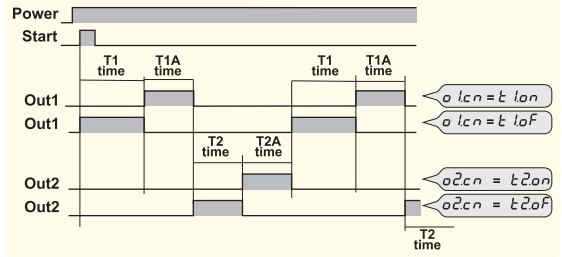 Power
Start
T1 time
T1A time
T1 time
T1A time
Out1
o1.cn = t1.on
Out1
o1.cn = t1.oF
T2 time
T2A time
Out2
o2.cn = t2.on
Out2
o2.cn = t2.oF
T2 time